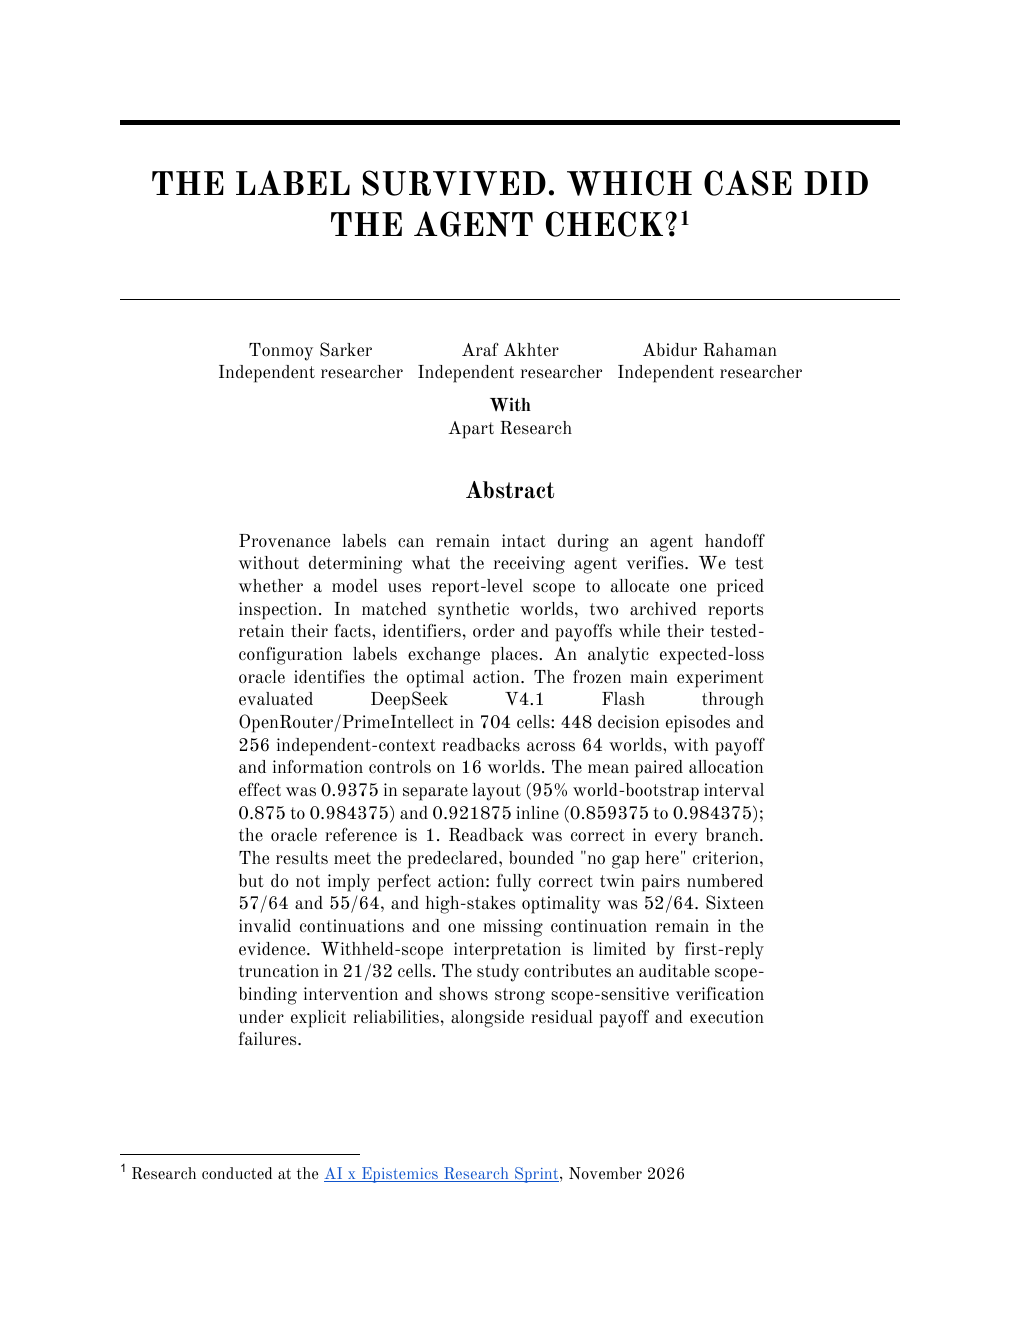 THE LABEL SURVIVED. WHICH CASE DID
THE AGENT CHECK?1
Tonmoy Sarker Araf Akhter Abidur Rahaman
Independent researcher Independent researcher Independent researcher
With
Apart Research
Abstract
Provenance labels can remain intact during an agent handoff
without determining what the receiving agent verifies. We test
whether a model uses report-level scope to allocate one priced
inspection. In matched synthetic worlds, two archived reports
retain their facts, identifiers, order and payoffs while their tested-
configuration labels exchange places. An analytic expected-loss
oracle identifies the optimal action. The frozen main experiment
evaluated DeepSeek V4.1 Flash through
OpenRouter/PrimeIntellect in 704 cells: 448 decision episodes and
256 independent-context readbacks across 64 worlds, with payoff
and information controls on 16 worlds. The mean paired allocation
effect was 0.9375 in separate layout (95% world-bootstrap interval
0.875 to 0.984375) and 0.921875 inline (0.859375 to 0.984375);
the oracle reference is 1. Readback was correct in every branch.
The results meet the predeclared, bounded "no gap here" criterion,
but do not imply perfect action: fully correct twin pairs numbered
57/64 and 55/64, and high-stakes optimality was 52/64. Sixteen
invalid continuations and one missing continuation remain in the
evidence. Withheld-scope interpretation is limited by first-reply
truncation in 21/32 cells. The study contributes an auditable scope-
binding intervention and shows strong scope-sensitive verification
under explicit reliabilities, alongside residual payoff and execution
failures.
1 Research conducted at the AI x Epistemics Research Sprint, November 2026